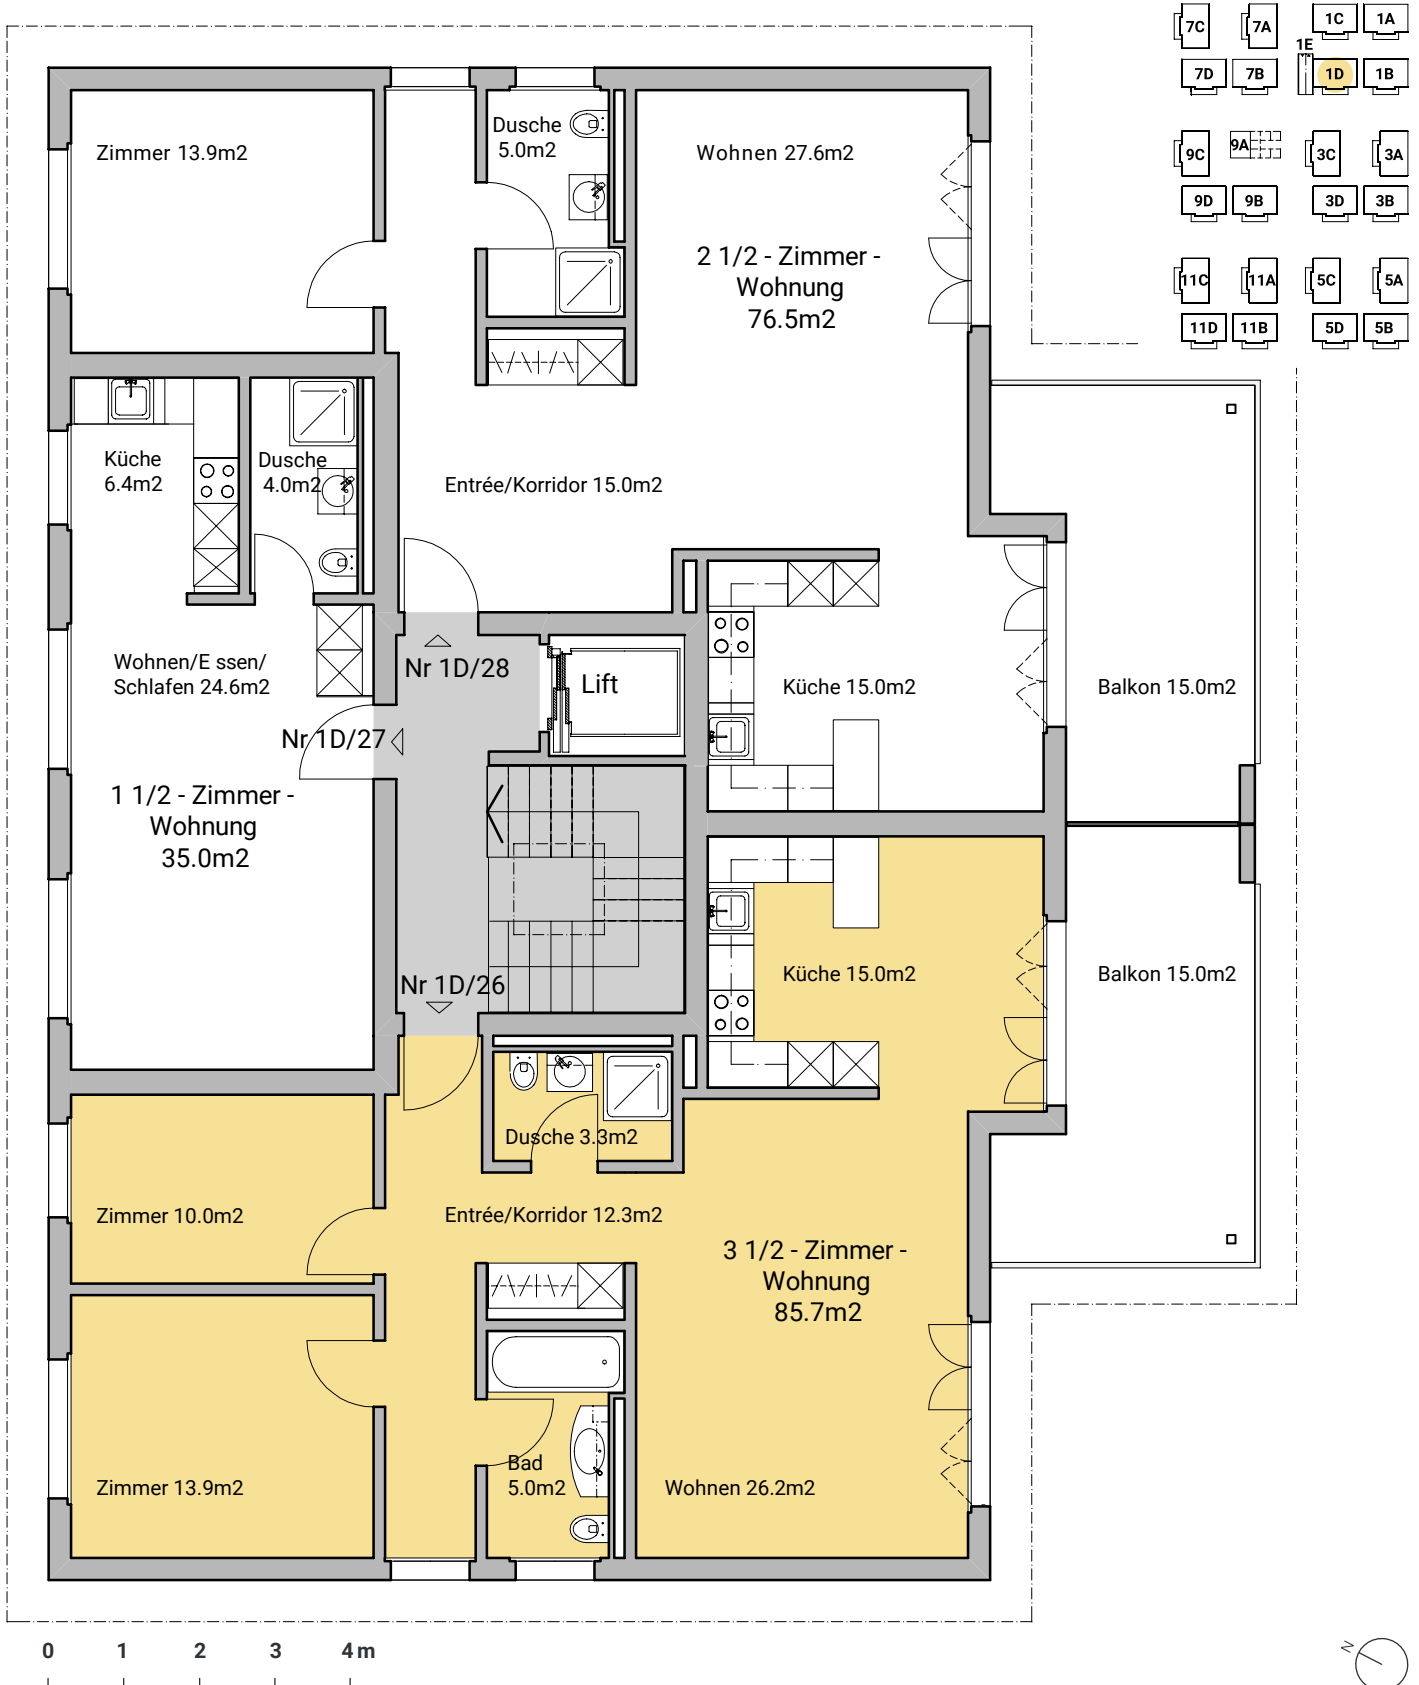 7C
7A
1C
1A
1E
7D
7B
1D
1B
9C
9A
3C
3A
9D
9B
3D
3B
11C
11A
5C
5A
11D
11B
5D
5B
Dusche
5.0m2
Zimmer 13.9m2
Wohnen 27.6m2
2 1/2 - Zimmer -
Wohnung
76.5m2
Küche
6.4m2
Dusche
4.0m2
Entrée/Korridor 15.0m2
Wohnen/E ssen/
Schlafen 24.6m2
Nr 1D/28
Lift
Küche 15.0m2
Balkon 15.0m2
Nr 1D/27
1 1/2 - Zimmer -
Wohnung
35.0m2
Nr 1D/26
Küche 15.0m2
Balkon 15.0m2
Dusche 3.3m2
Zimmer 10.0m2
Entrée/Korridor 12.3m2
3 1/2 - Zimmer -
Wohnung
85.7m2
Bad
5.0m2
Zimmer 13.9m2
Wohnen 26.2m2
0 1 2 3 4 m
N